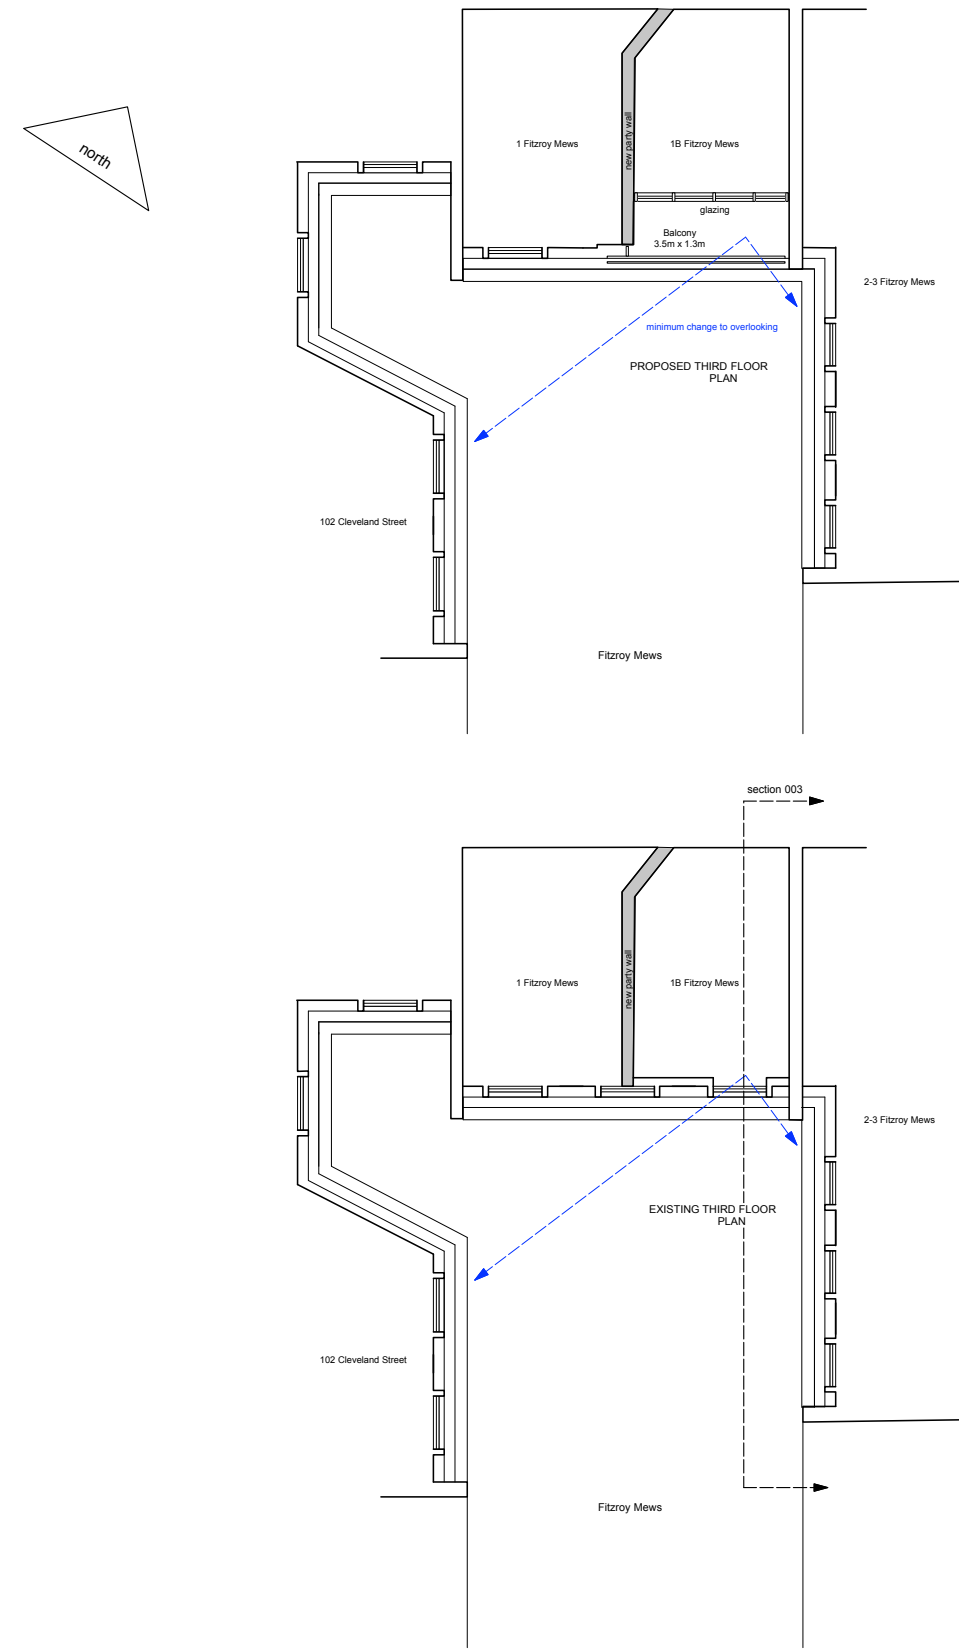 north
1 Fitzroy Mews
new party wall
1B Fitzroy Mews
glazing
Balcony
3.5m x 1.3m
2-3 Fitzroy Mews
minimum change to overlooking
PROPOSED THIRD FLOOR
PLAN
102 Cleveland Street
Fitzroy Mews
section 003
1 Fitzroy Mews
new party wall
1B Fitzroy Mews
2-3 Fitzroy Mews
EXISTING THIRD FLOOR
PLAN
102 Cleveland Street
Fitzroy Mews